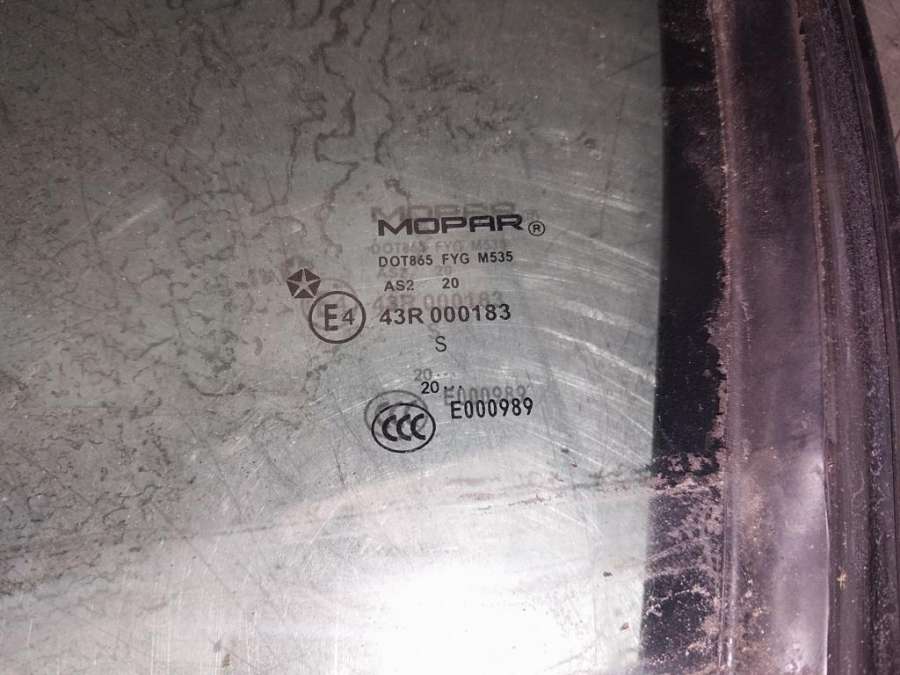 MOPAR®
DOT865 FYG M535
AS2 20
E4 43R 000183
S
20..
CCC E000989